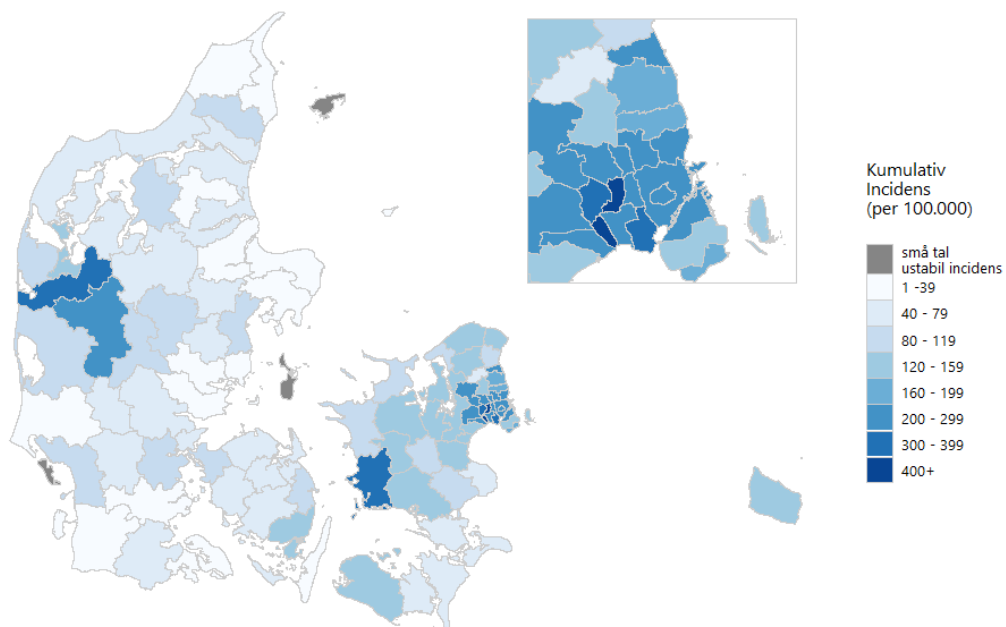 Kumulativ
Incidens
(per 100.000)
små tal
ustabil incidens
1 -39
40 - 79
80 - 119
120 - 159
160 - 199
200 - 299
300 - 399
400+